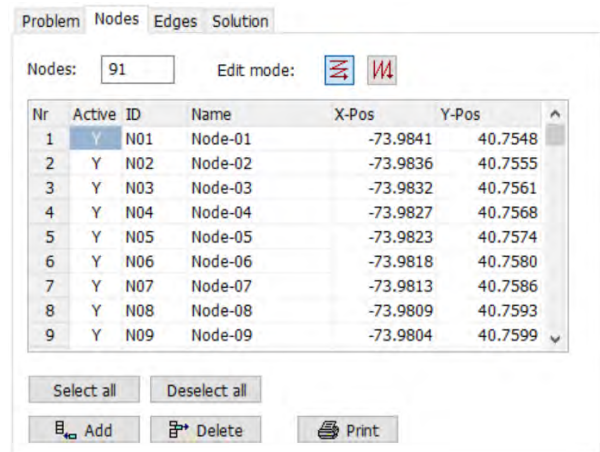 Problem Nodes Edges Solution
Nodes: 91 Edit mode:
Nr Active ID Name X-Pos Y-Pos
1 Y N01 Node-01 -73.9841 40.7548
2 Y N02 Node-02 -73.9836 40.7555
3 Y N03 Node-03 -73.9832 40.7561
4 Y N04 Node-04 -73.9827 40.7568
5 Y N05 Node-05 -73.9823 40.7574
6 Y N06 Node-06 -73.9818 40.7580
7 Y N07 Node-07 -73.9813 40.7586
8 Y N08 Node-08 -73.9809 40.7593
9 Y N09 Node-09 -73.9804 40.7599
Select all Deselect all
Add Delete Print